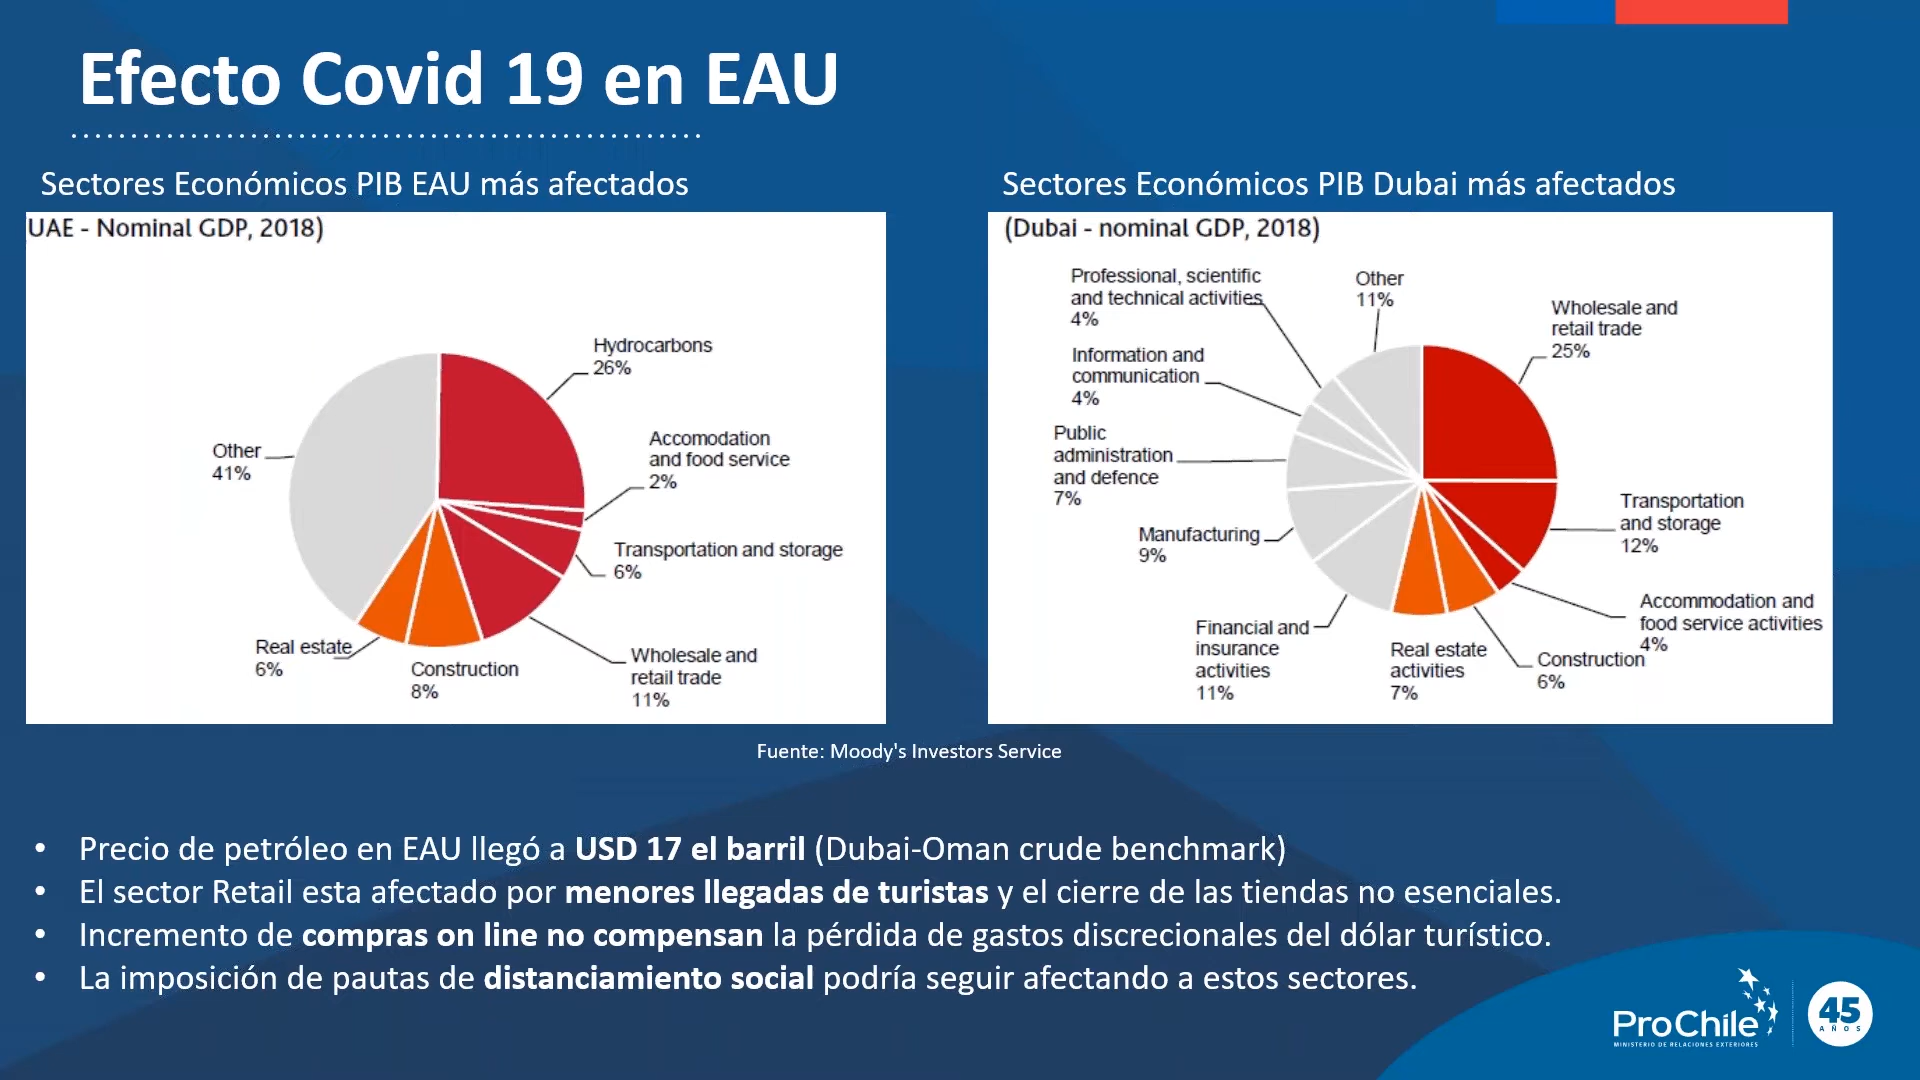 Efecto Covid 19 en EAU
Sectores Económicos PIB EAU más afectados
UAE - Nominal GDP, 2018)
Hydrocarbons
26%
Accomodation
and food service
2%
Transportation and storage
6%
Wholesale and
retail trade
11%
Construction
8%
Real estate
6%
Other
41%
Sectores Económicos PIB Dubai más afectados
(Dubai - nominal GDP, 2018)
Professional, scientific
and technical activities
4%
Other
11%
Wholesale and
retail trade
25%
Information and
communication
4%
Public
administration
and defence
7%
Transportation
and storage
12%
Manufacturing
9%
Accommodation and
food service activities
4%
Financial and
insurance
activities
11%
Real estate
activities
7%
Construction
6%
Fuente: Moody's Investors Service
• Precio de petróleo en EAU llegó a USD 17 el barril (Dubai-Oman crude benchmark)
• El sector Retail esta afectado por menores llegadas de turistas y el cierre de las tiendas no esenciales.
• Incremento de compras on line no compensan la pérdida de gastos discrecionales del dólar turístico.
• La imposición de pautas de distanciamiento social podría seguir afectando a estos sectores.
ProChile
MINISTERIO DE RELACIONES EXTERIORES
45
AÑOS